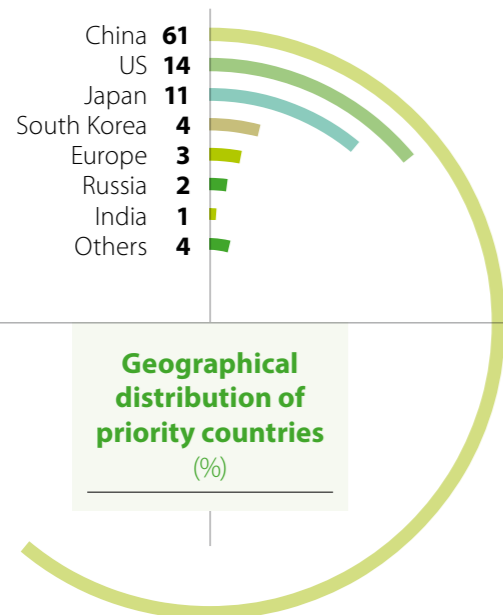 China 61
US 14
Japan 11
South Korea 4
Europe 3
Russia 2
India 1
Others 4
Geographical
distribution of
priority countries
(%)